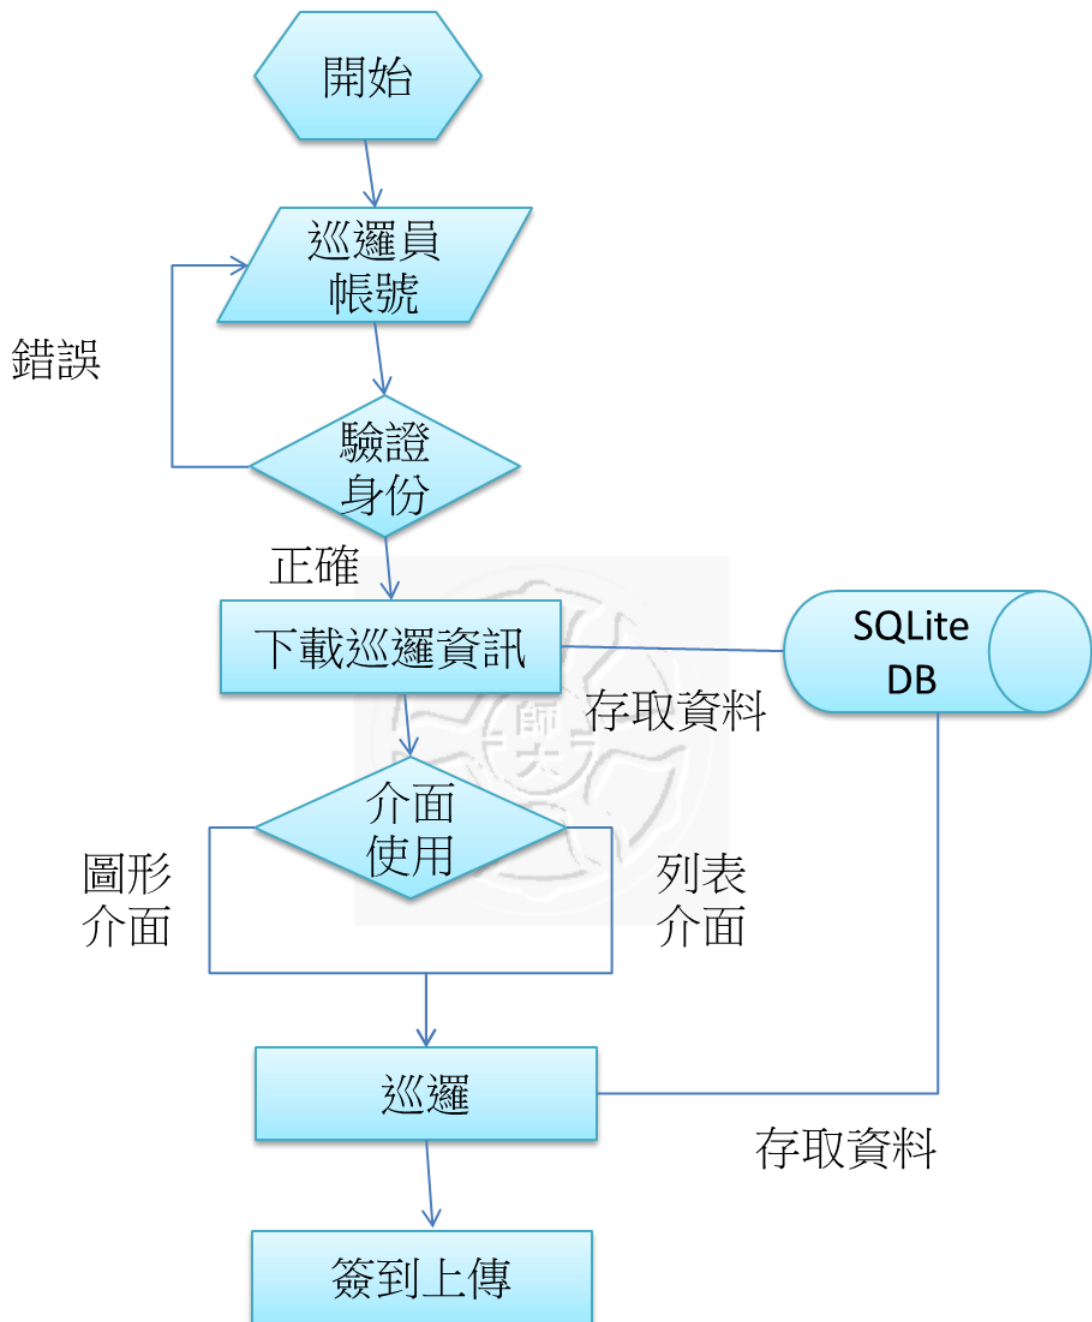 開始
巡邏員
帳號
錯誤
驗證
身份
正確
下載巡邏資訊
SQLite
DB
存取資料
師
大
介面
使用
圖形
介面
列表
介面
巡邏
存取資料
簽到上傳